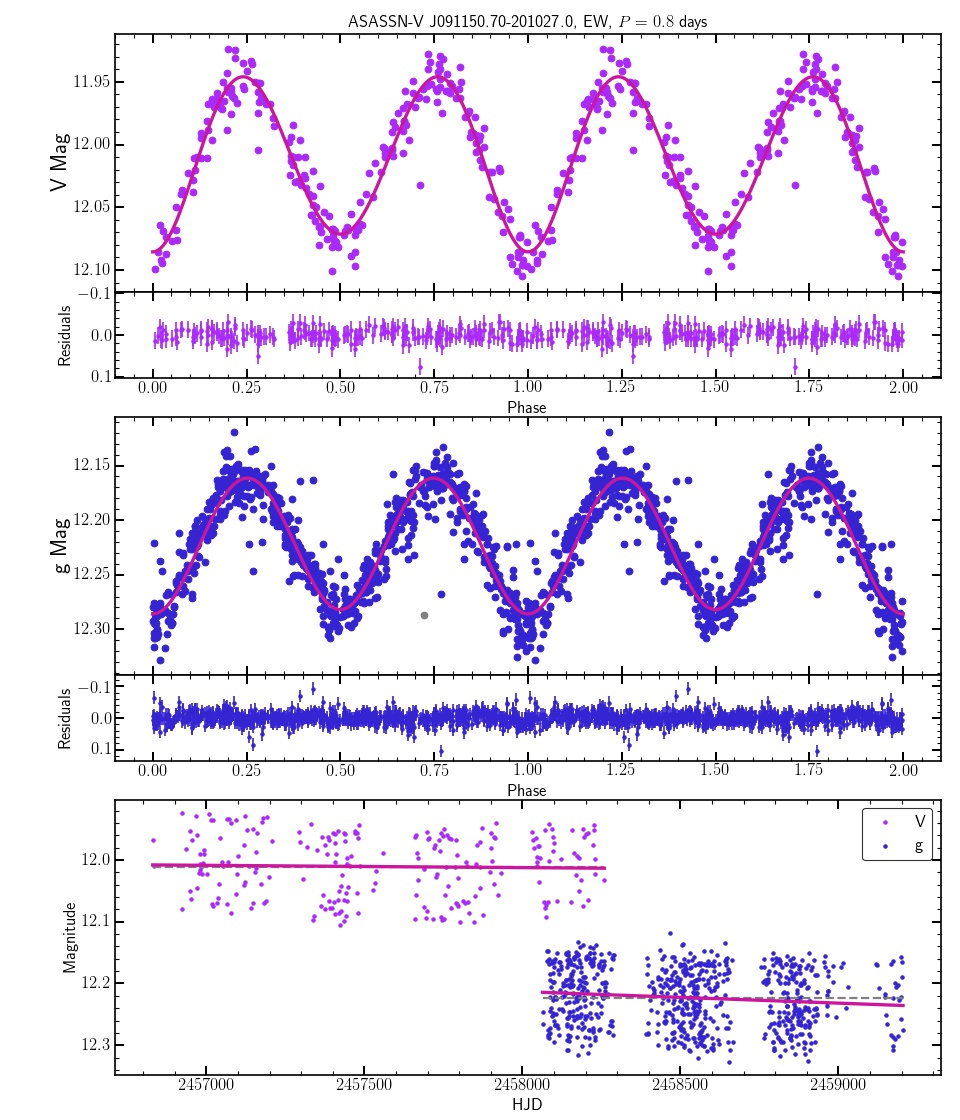 ASASSN-V J091150.70-201027.0, EW, P = 0.8 days
11.95
12.00
12.05
12.10
V Mag
−0.1
0.0
0.1
Residuals
0.00 0.25 0.50 0.75 1.00 1.25 1.50 1.75 2.00
Phase
12.15
12.20
12.25
12.30
g Mag
−0.1
0.0
0.1
Residuals
0.00 0.25 0.50 0.75 1.00 1.25 1.50 1.75 2.00
Phase
V
g
12.0
12.1
12.2
12.3
Magnitude
2457000 2457500 2458000 2458500 2459000
HJD